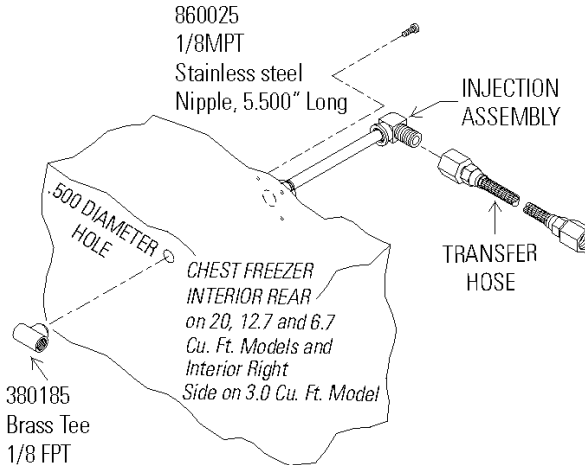 860025
1/8MPT
Stainless steel
Nipple, 5.500" Long
INJECTION
ASSEMBLY
.500 DIAMETER
HOLE
TRANSFER
HOSE
CHEST FREEZER
INTERIOR REAR
on 20, 12.7 and 6.7
Cu. Ft. Models and
Interior Right
Side on 3.0 Cu. Ft. Model
380185
Brass Tee
1/8 FPT